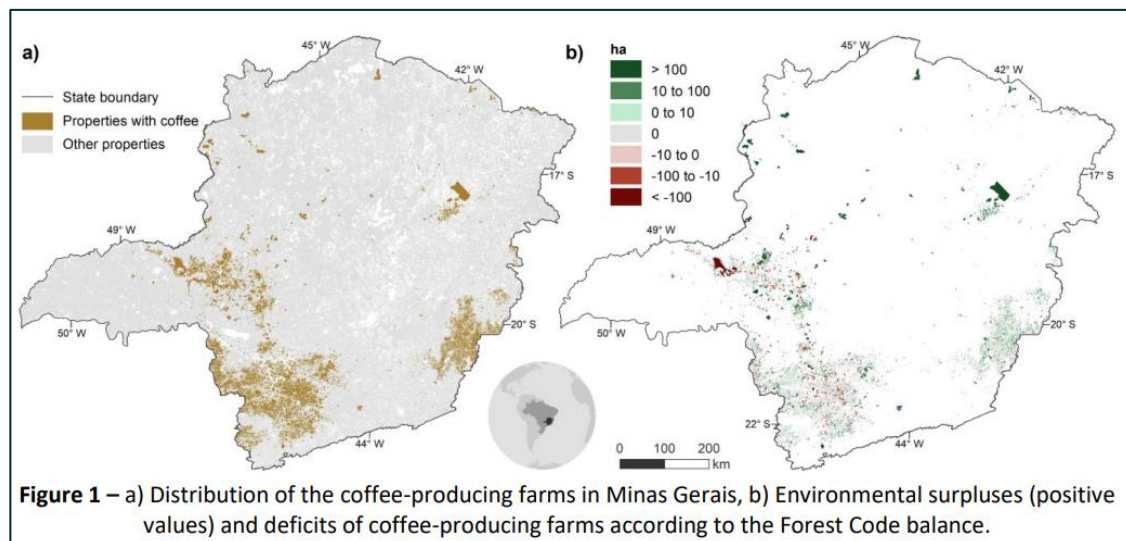 a)
45° W
42° W
State boundary
Properties with coffee
Other properties
17° S
49° W
50° W
20° S
44° W
b)
ha
> 100
10 to 100
0 to 10
0
-10 to 0
-100 to -10
< -100
45° W
42° W
17° S
49° W
50° W
20° S
22° S
44° W
0 100 200
km
Figure 1 – a) Distribution of the coffee-producing farms in Minas Gerais, b) Environmental surpluses (positive
values) and deficits of coffee-producing farms according to the Forest Code balance.